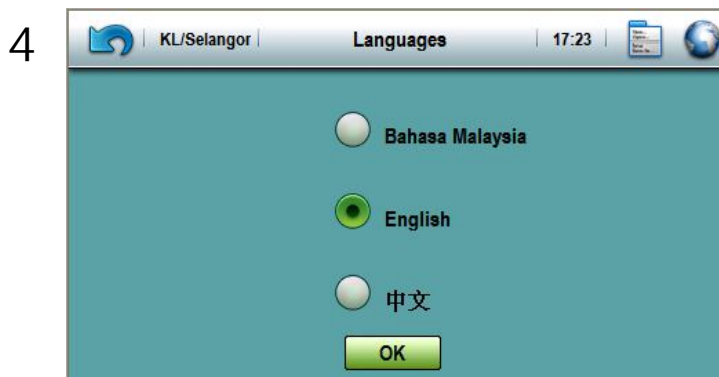 4
KL/Selangor
Languages
17:23
Bahasa Malaysia
English
中文
OK